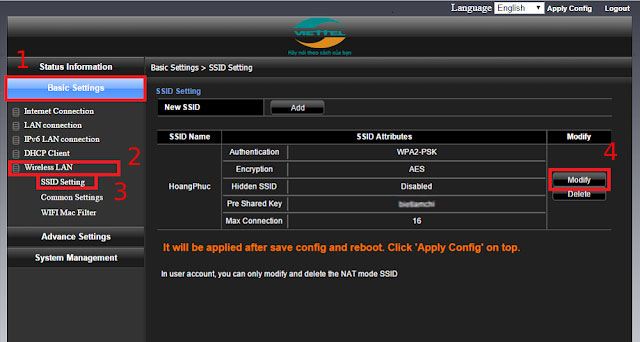 Language English Apply Config Logout
VIETTEL
Hãy nói theo cách của bạn
1
Status Information
Basic Settings > SSID Setting
Basic Settings
SSID Setting
New SSID Add
Internet Connection
LAN connection
IPv6 LAN connection
DHCP Client
2
Wireless LAN
SSID Setting
3
Common Settings
WIFI Mac Filter
Advance Settings
System Management
SSID Name SSID Attributes Modify
4
HoangPhuc
Authentication WPA2-PSK
Encryption AES
Hidden SSID Disabled
Pre Shared Key
Max Connection 16
Modify
Delete
It will be applied after save config and reboot. Click 'Apply Config' on top.
In user account, you can only modify and delete the NAT mode SSID